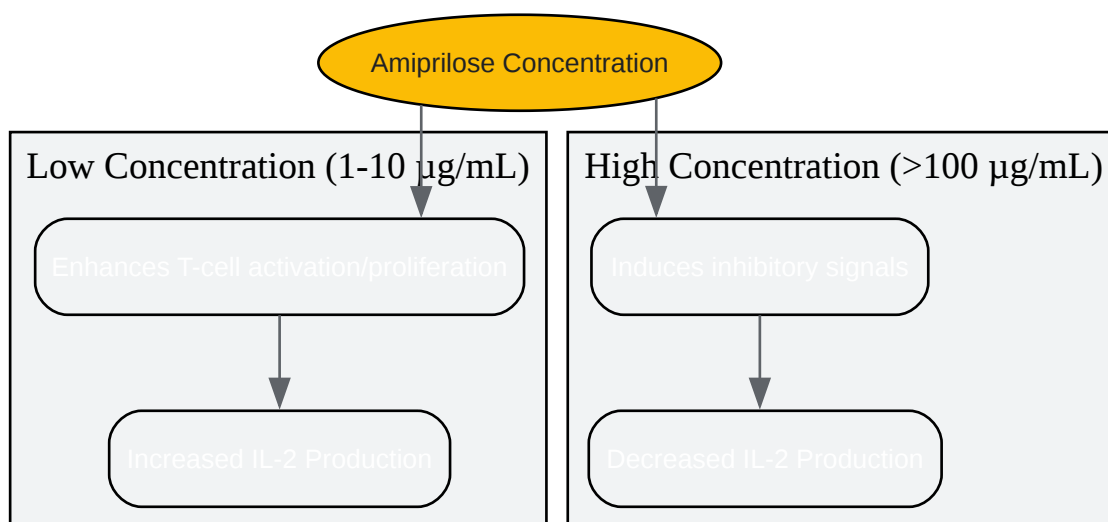 Amiprilose Concentration
Low Concentration (1-10 µg/mL)
Enhances T-cell activation/proliferation
Increased IL-2 Production
High Concentration (>100 µg/mL)
Induces inhibitory signals
Decreased IL-2 Production